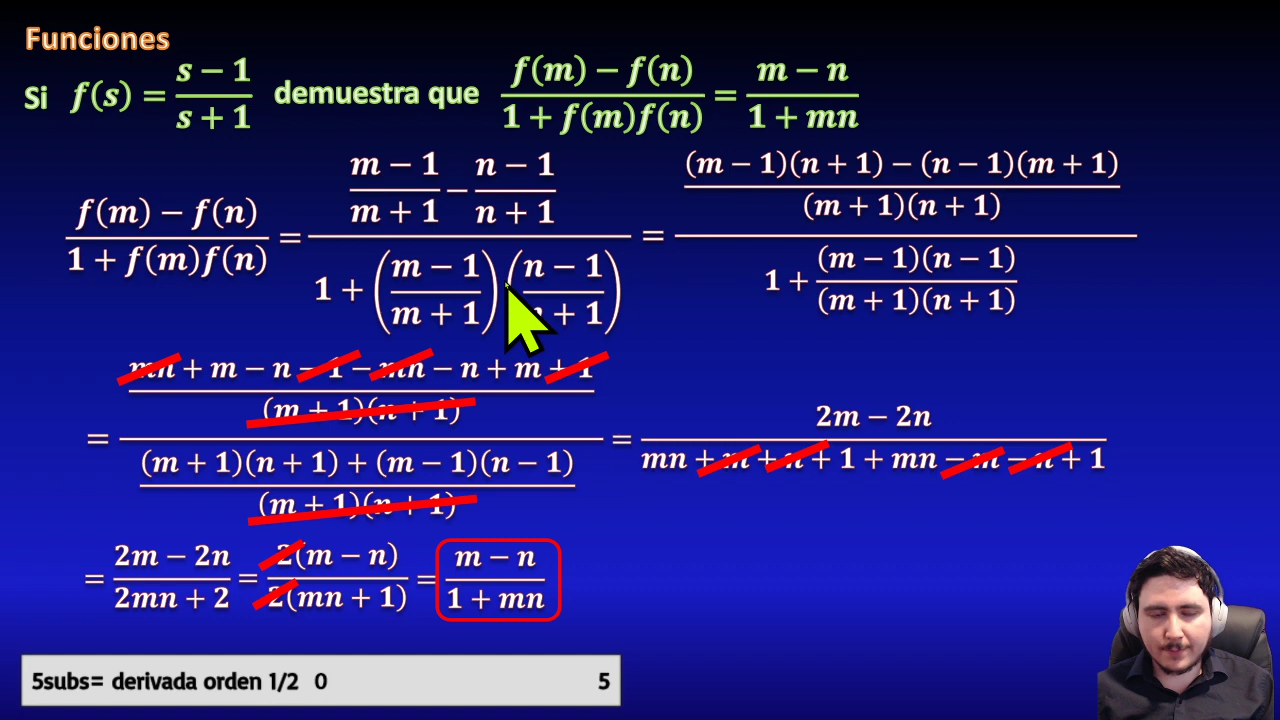 Funciones
Si f(s) = (s − 1)/(s + 1) demuestra que (f(m) − f(n))/(1 + f(m)f(n)) = (m − n)/(1 + mn)
(f(m) − f(n))/(1 + f(m)f(n)) = ((m − 1)/(m + 1) − (n − 1)/(n + 1))/(1 + ((m − 1)/(m + 1))((n − 1)/(n + 1))) = (((m − 1)(n + 1) − (n − 1)(m + 1))/((m + 1)(n + 1)))/(1 + ((m − 1)(n − 1))/((m + 1)(n + 1)))
= ((mn + m − n − 1 − mn − n + m + 1)/((m + 1)(n + 1)))/(((m + 1)(n + 1) + (m − 1)(n − 1))/((m + 1)(n + 1))) = (2m − 2n)/(mn + m + n + 1 + mn − m − n + 1)
= (2m − 2n)/(2mn + 2) = (2(m − n))/(2(mn + 1)) = (m − n)/(1 + mn)
5subs= derivada orden 1/2 0 5